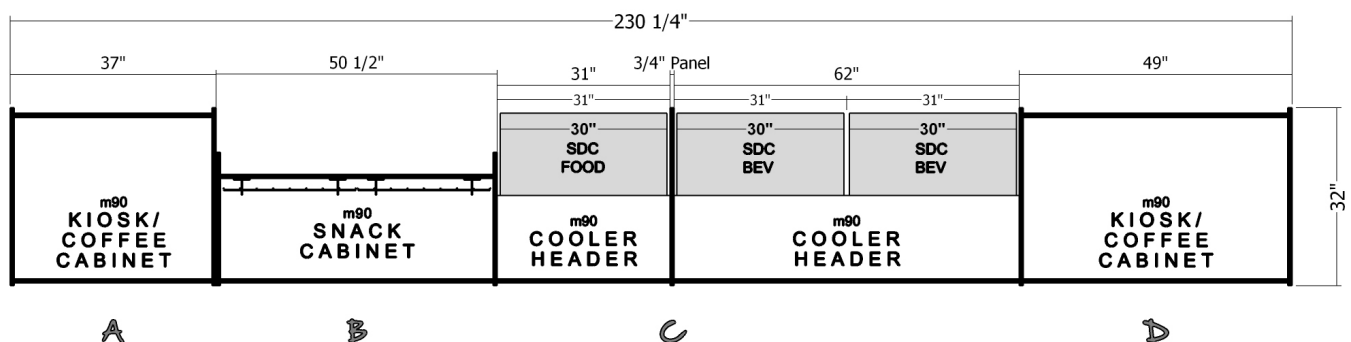 230 1/4"
37"
50 1/2"
31"
3/4" Panel
62"
49"
31"
31"
31"
30"
SDC
FOOD
30"
SDC
BEV
30"
SDC
BEV
m90
KIOSK/
COFFEE
CABINET
m90
SNACK
CABINET
m90
COOLER
HEADER
m90
COOLER
HEADER
m90
KIOSK/
COFFEE
CABINET
32"
A
B
C
D